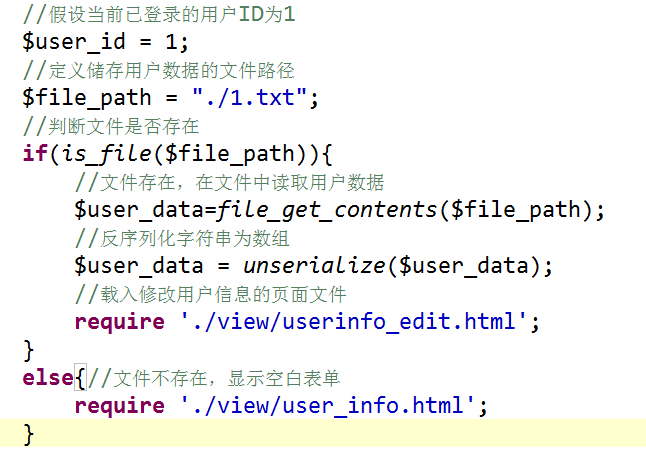 //假设当前已登录的用户ID为1
$user_id = 1;
//定义储存用户数据的文件路径
$file_path = "./1.txt";
//判断文件是否存在
if(is_file($file_path)){
    //文件存在，在文件中读取用户数据
    $user_data=file_get_contents($file_path);
    //反序列化字符串为数组
    $user_data = unserialize($user_data);
    //载入修改用户信息的页面文件
    require './view/userinfo_edit.html';
}
else{//文件不存在，显示空白表单
    require './view/user_info.html';
}